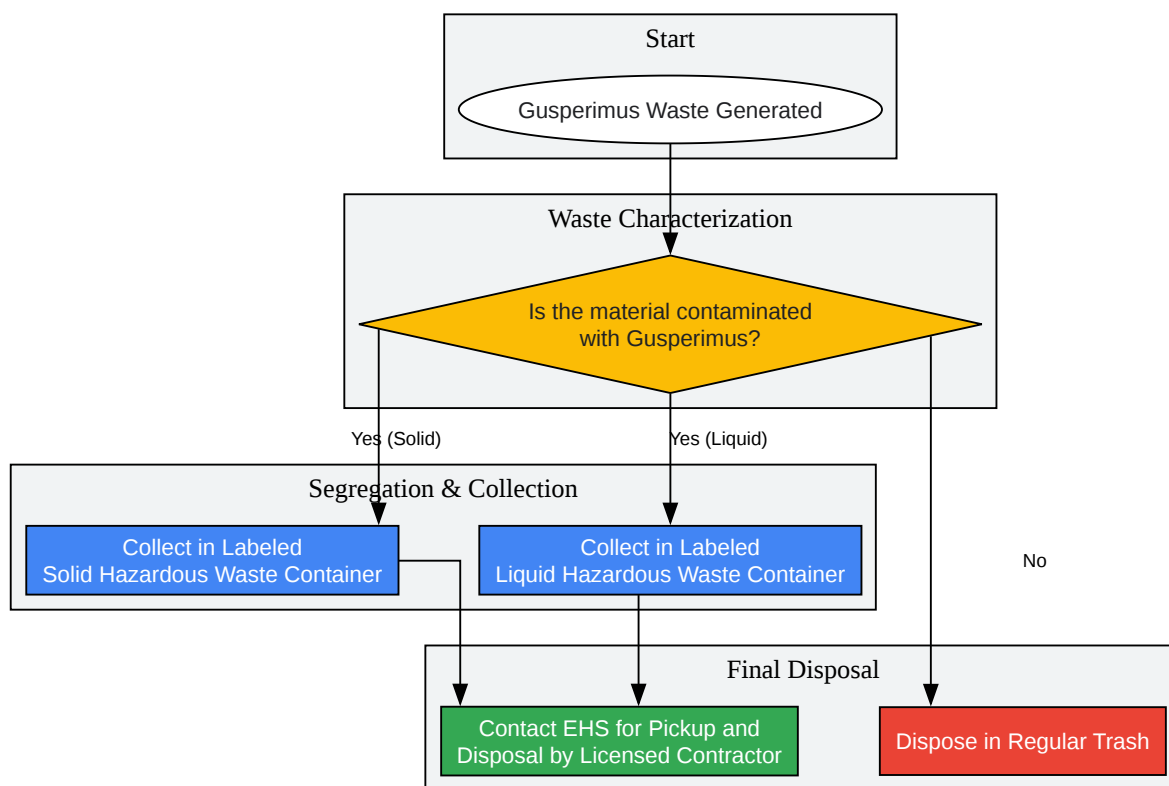 Start
Gusperimus Waste Generated
Waste Characterization
Is the material contaminated
with Gusperimus?
Yes (Solid)
Yes (Liquid)
Segregation & Collection
Collect in Labeled
Solid Hazardous Waste Container
Collect in Labeled
Liquid Hazardous Waste Container
No
Final Disposal
Contact EHS for Pickup and
Disposal by Licensed Contractor
Dispose in Regular Trash